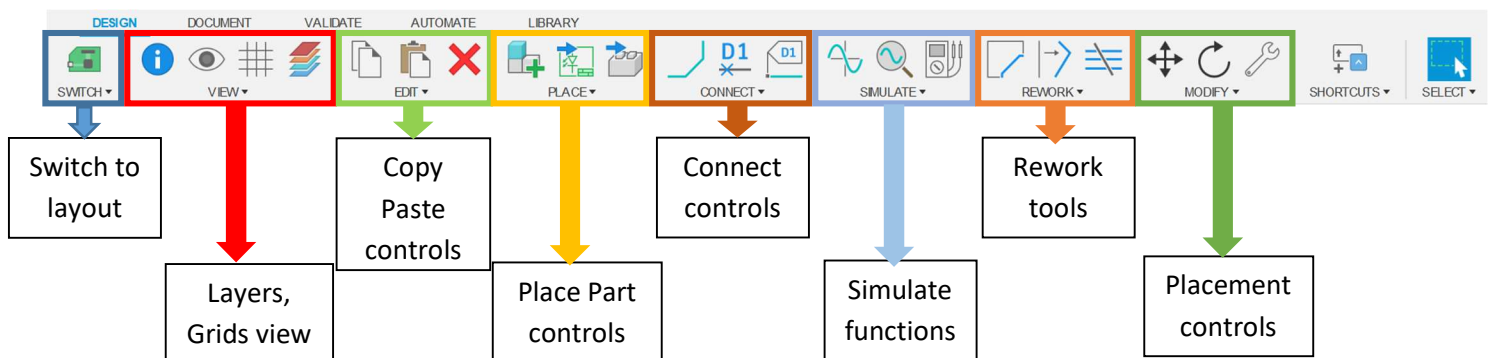 DESIGN DOCUMENT VALIDATE AUTOMATE LIBRARY
D1 D1
SWITCH VIEW EDIT PLACE CONNECT SIMULATE REWORK MODIFY SHORTCUTS SELECT
Switch to
layout
Layers,
Grids view
Copy
Paste
controls
Place Part
controls
Connect
controls
Simulate
functions
Rework
tools
Placement
controls